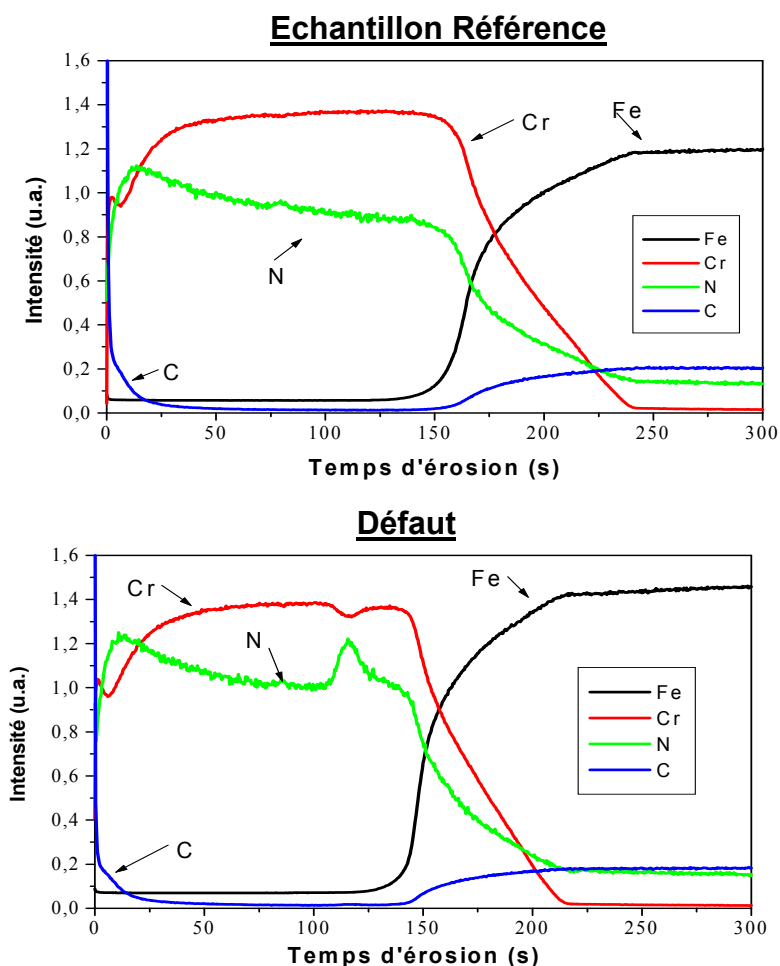 Echantillon Référence
Intensité (u.a.)
1,6
1,4
1,2
1,0
0,8
0,6
0,4
0,2
0,0
Cr
Fe
N
C
Fe
Cr
N
C
0 50 100 150 200 250 300
Temps d'érosion (s)
Défaut
Intensité (u.a.)
1,6
1,4
1,2
1,0
0,8
0,6
0,4
0,2
0,0
Cr
Fe
N
C
Fe
Cr
N
C
0 50 100 150 200 250 300
Temps d'érosion (s)